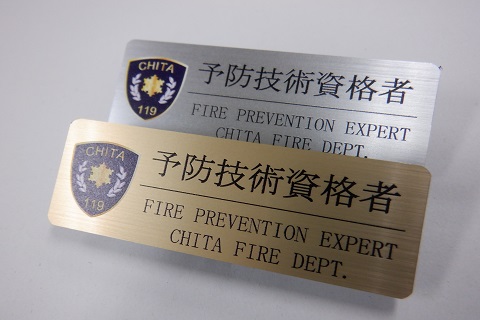 CHITA
119
予防技術資格者
FIRE PREVENTION EXPERT
CHITA FIRE DEPT.
CHITA
119
予防技術資格者
FIRE PREVENTION EXPERT
CHITA FIRE DEPT.